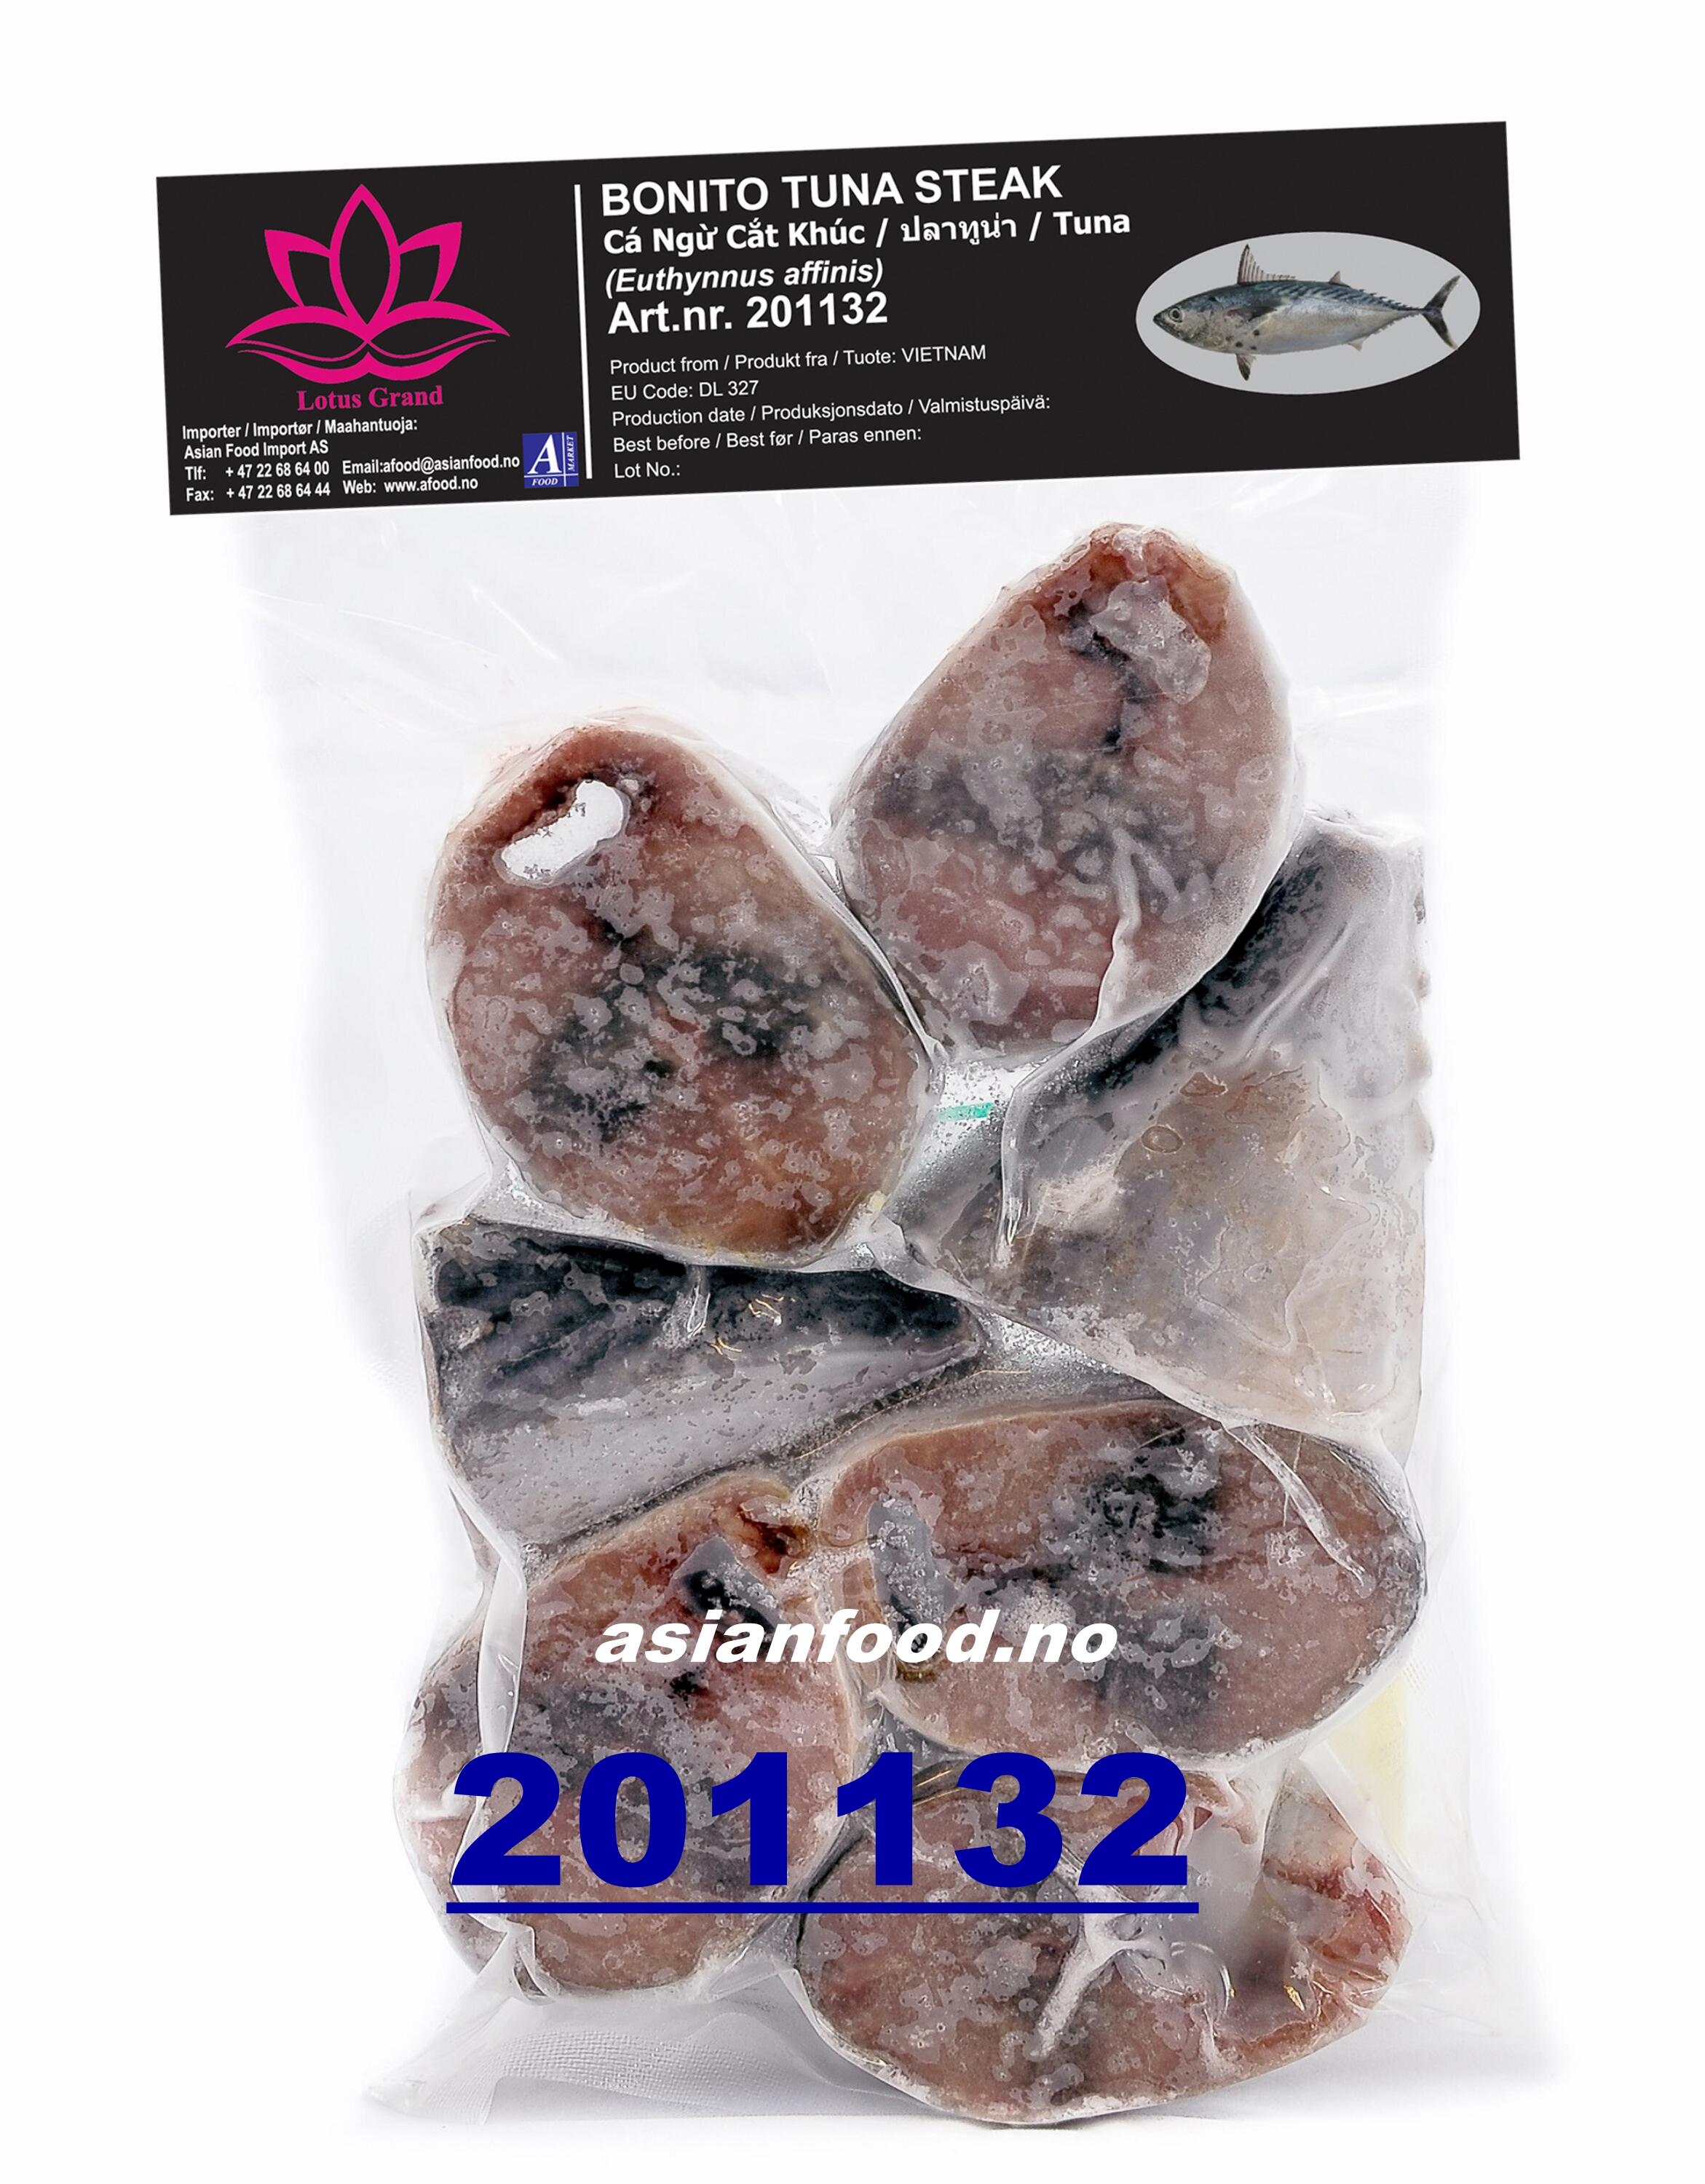 BONITO TUNA STEAK
Cá Ngừ Cắt Khúc / ปลาทูน่า / Tuna
(Euthynnus affinis)
Art.nr. 201132
Product from / Produkt fra / Tuote: VIETNAM
EU Code: DL 327
Production date / Produksjonsdato / Valmistuspäivä:
Best before / Best før / Paras ennen:
Lot No.:
Lotus Grand
Importer / Importør / Maahantuoja:
Asian Food Import AS
Tlf: + 47 22 68 64 00 Email:afood@asianfood.no
Fax: + 47 22 68 64 44 Web: www.afood.no
A
MARKET
FOOD
asianfood.no
201132